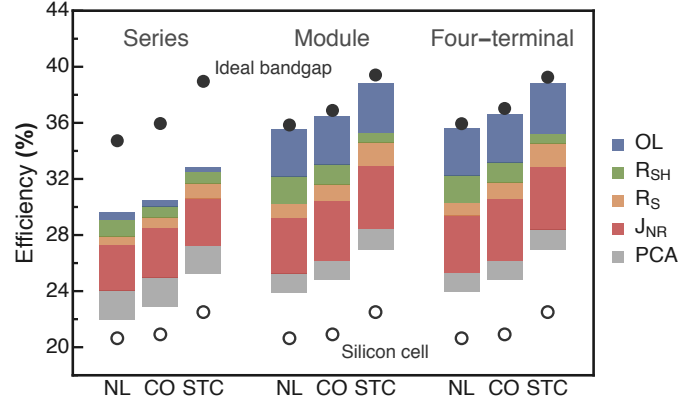 44
40
36
32
28
24
20
Efficiency (%)
Series
Module
Four–terminal
Ideal bandgap
Silicon cell
NL CO STC
NL CO STC
NL CO STC
OL
RSH
RS
JNR
PCA